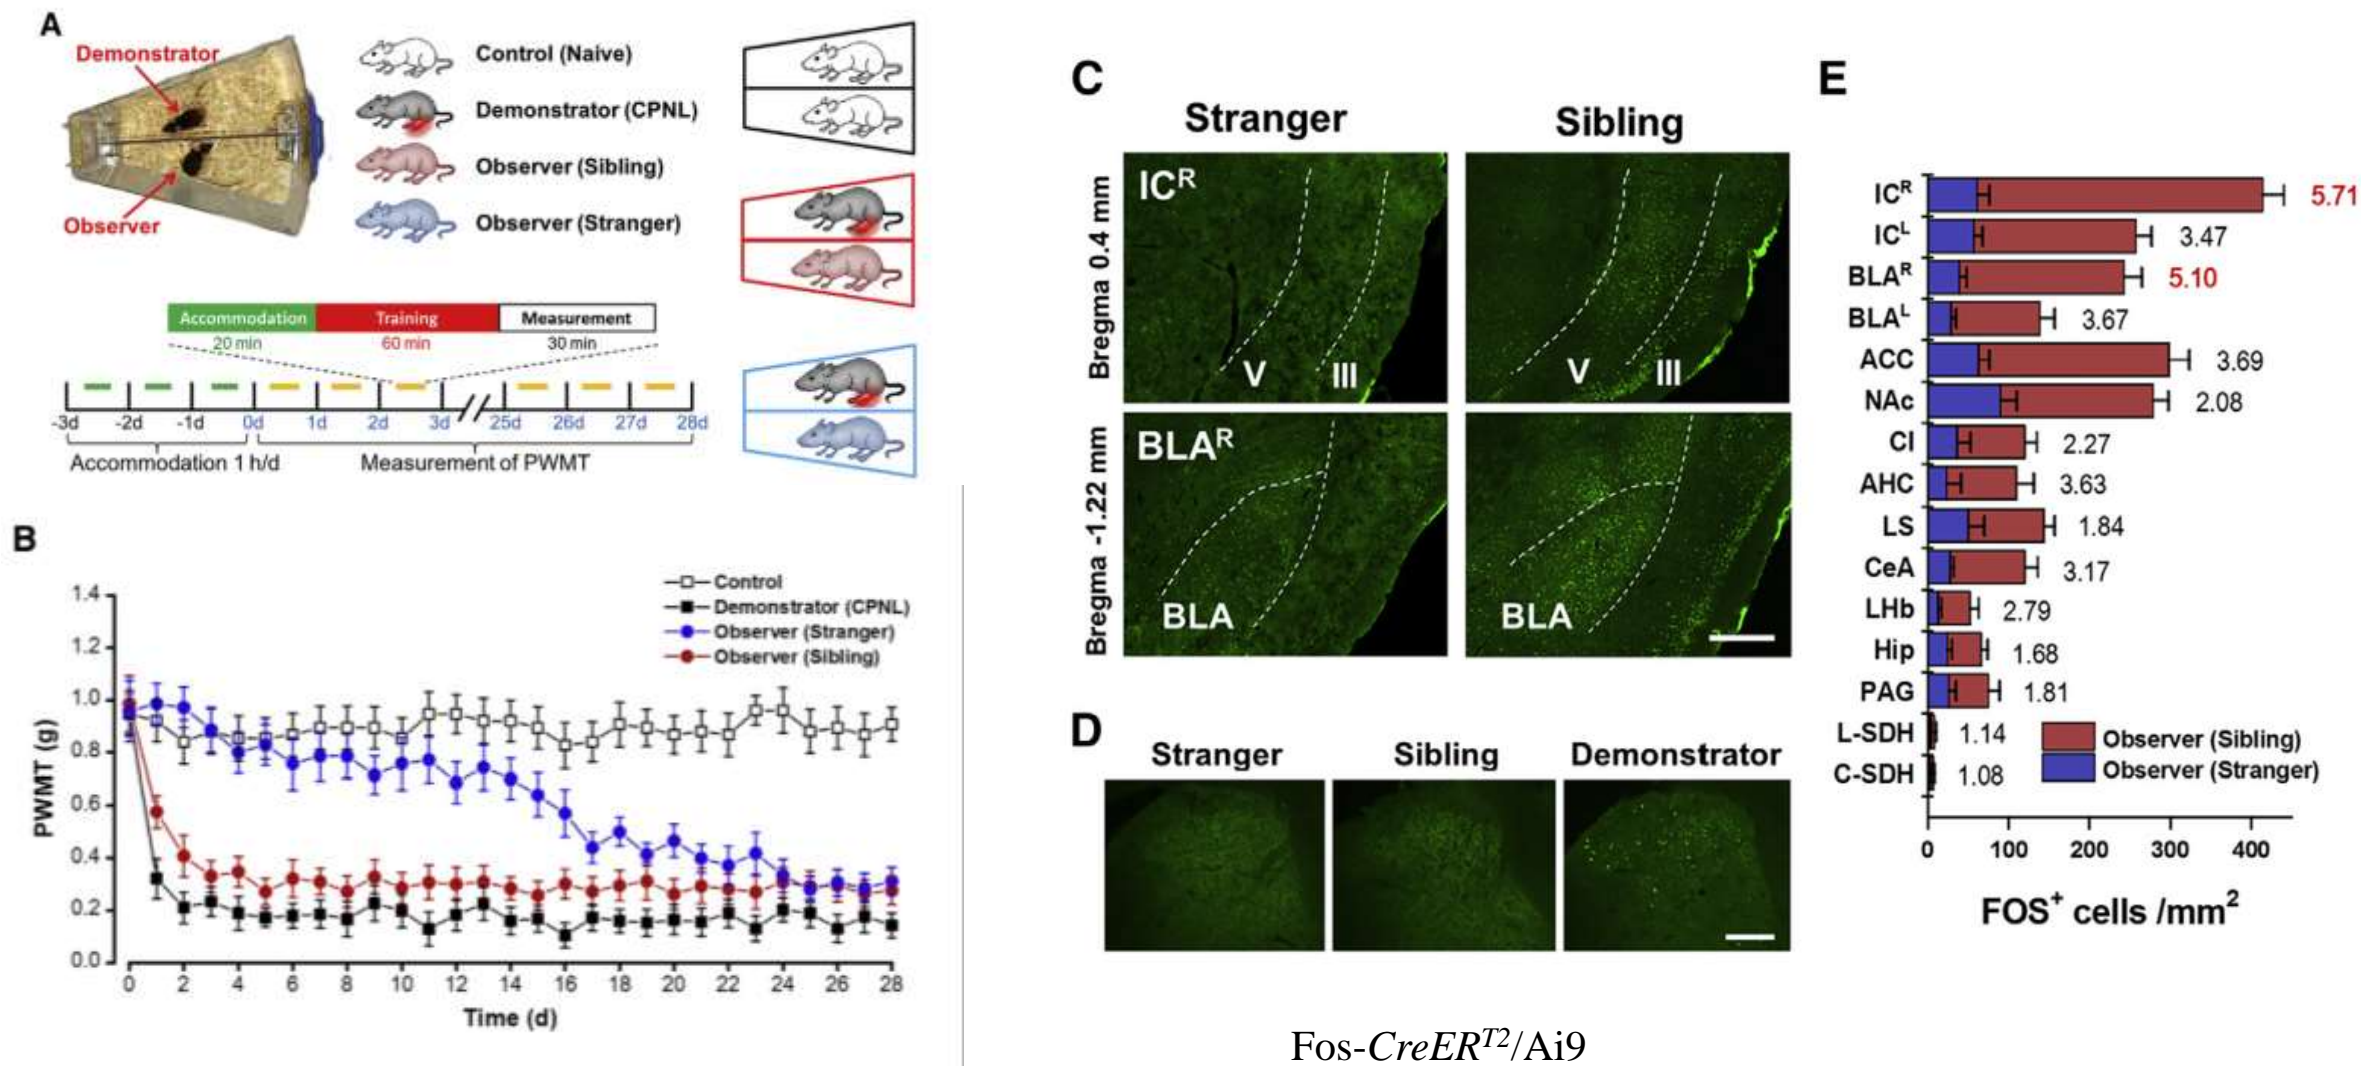 A
Demonstrator
Observer
Control (Naive)
Demonstrator (CPNL)
Observer (Sibling)
Observer (Stranger)
Accommodation Training Measurement
20 min 60 min 30 min
-3d -2d -1d 0d 1d 2d 3d 25d 26d 27d 28d
Accommodation 1 h/d Measurement of PWMT
B
Control
Demonstrator (CPNL)
Observer (Stranger)
Observer (Sibling)
PWMT (g)
1.4
1.2
1.0
0.8
0.6
0.4
0.2
0.0
0 2 4 6 8 10 12 14 16 18 20 22 24 26 28
Time (d)
C
Stranger Sibling
Bregma 0.4 mm
IC^R
V III V III
Bregma -1.22 mm
BLA^R
BLA BLA
D
Stranger Sibling Demonstrator
Fos-CreER^T2/Ai9
E
IC^R 5.71
IC^L 3.47
BLA^R 5.10
BLA^L 3.67
ACC 3.69
NAc 2.08
Cl 2.27
AHC 3.63
LS 1.84
CeA 3.17
LHb 2.79
Hip 1.68
PAG 1.81
L-SDH 1.14
C-SDH 1.08
Observer (Sibling)
Observer (Stranger)
0 100 200 300 400
FOS^+ cells /mm^2